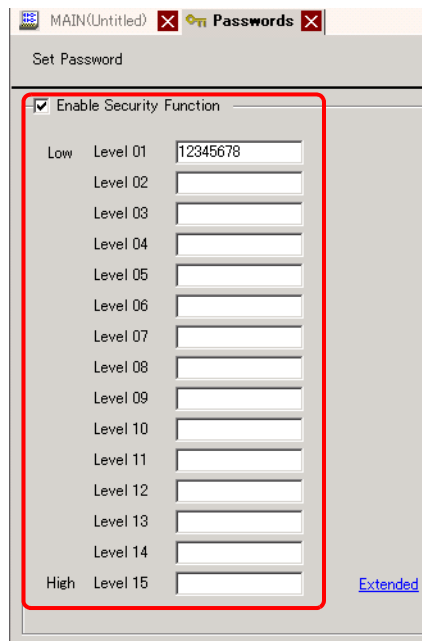 MAIN(Untitled) Passwords
Set Password
Enable Security Function
Low Level 01 12345678
Level 02
Level 03
Level 04
Level 05
Level 06
Level 07
Level 08
Level 09
Level 10
Level 11
Level 12
Level 13
Level 14
High Level 15 Extended